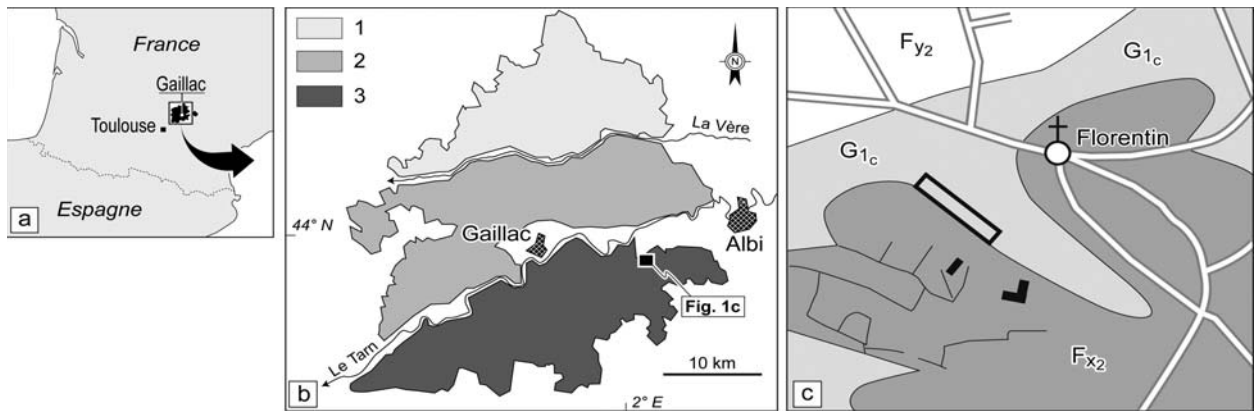 France
Gaillac
Toulouse
Espagne
a
1
2
3
N
La Vère
44° N
Gaillac
Albi
Fig. 1c
Le Tarn
10 km
b
2° E
Fy2
G1c
Florentin
G1c
Fx2
c